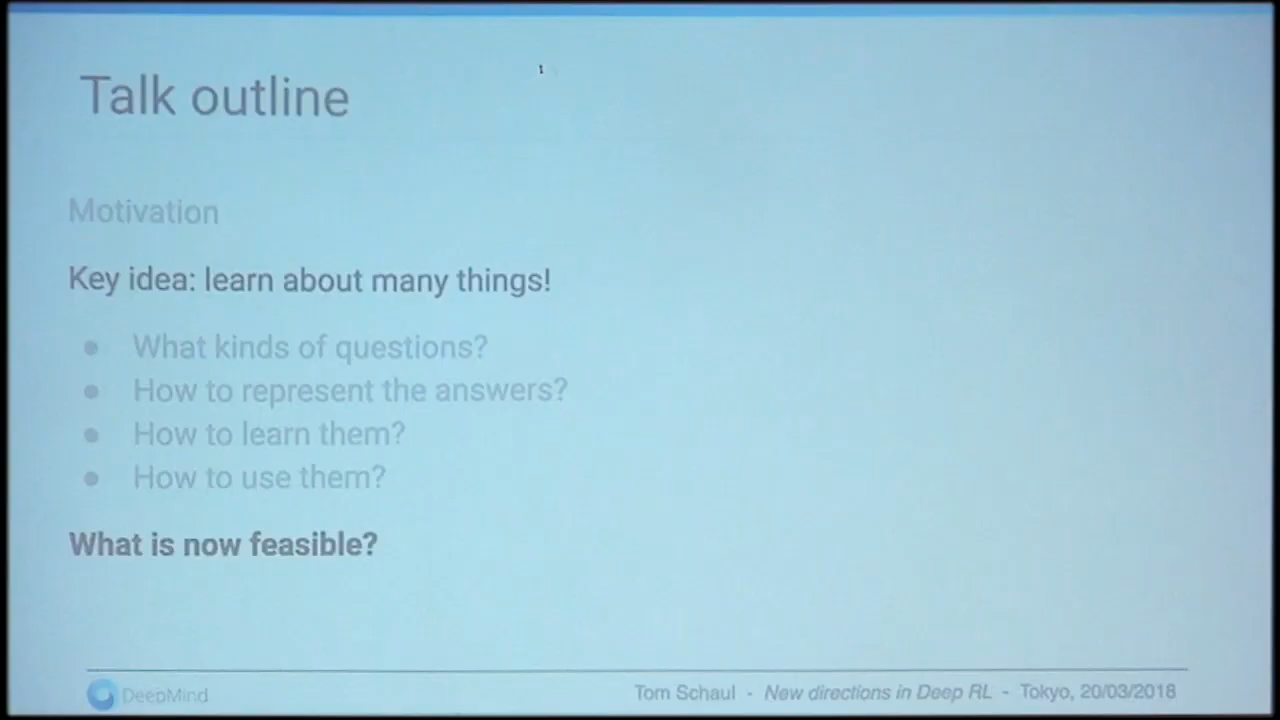 Talk outline
Motivation
Key idea: learn about many things!
● What kinds of questions?
● How to represent the answers?
● How to learn them?
● How to use them?
What is now feasible?
DeepMind
Tom Schaul - New directions in Deep RL - Tokyo, 20/03/2018